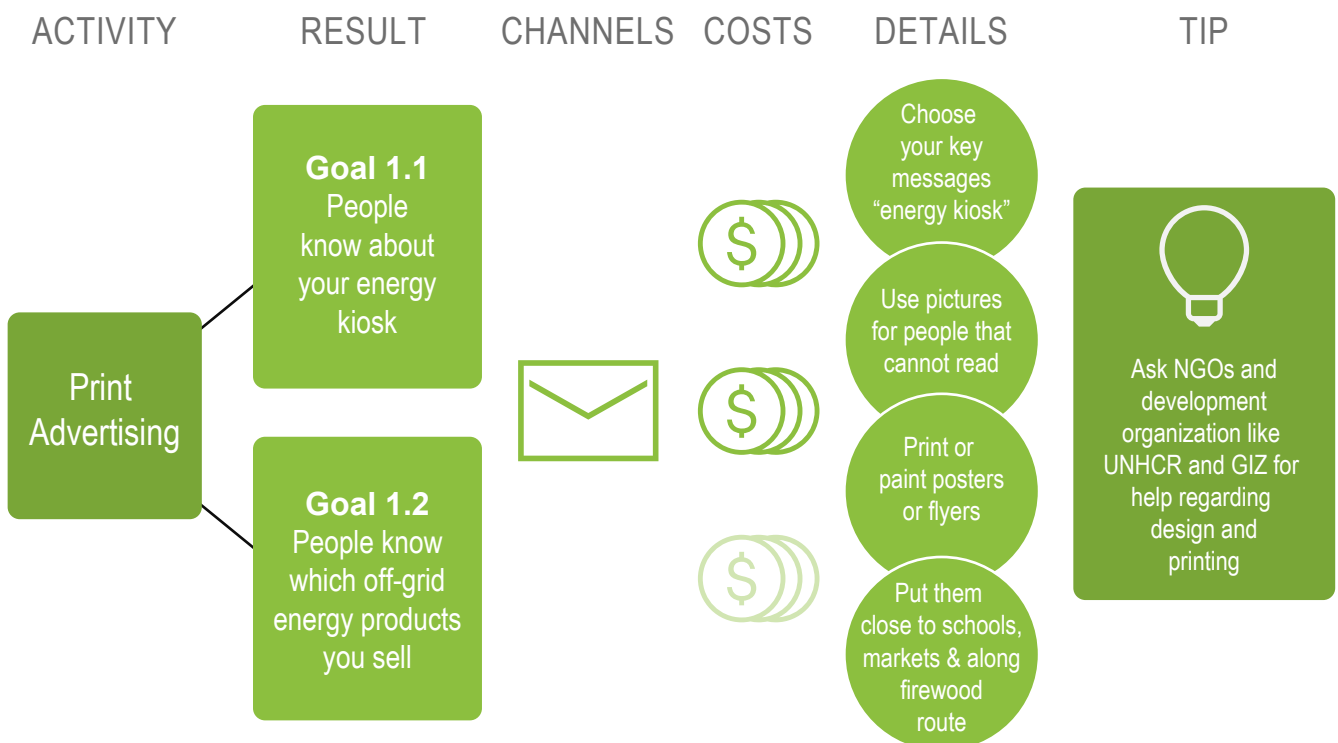 ACTIVITY RESULT CHANNELS COSTS DETAILS TIP
Print
Advertising
Goal 1.1
People
know about
your energy
kiosk
Goal 1.2
People know
which off-grid
energy products
you sell
$
$
$
Choose
your key
messages
“energy kiosk”
Use pictures
for people that
cannot read
Print or
paint posters
or flyers
Put them
close to schools,
markets & along
firewood
route
Ask NGOs and
development
organization like
UNHCR and GIZ for
help regarding
design and
printing